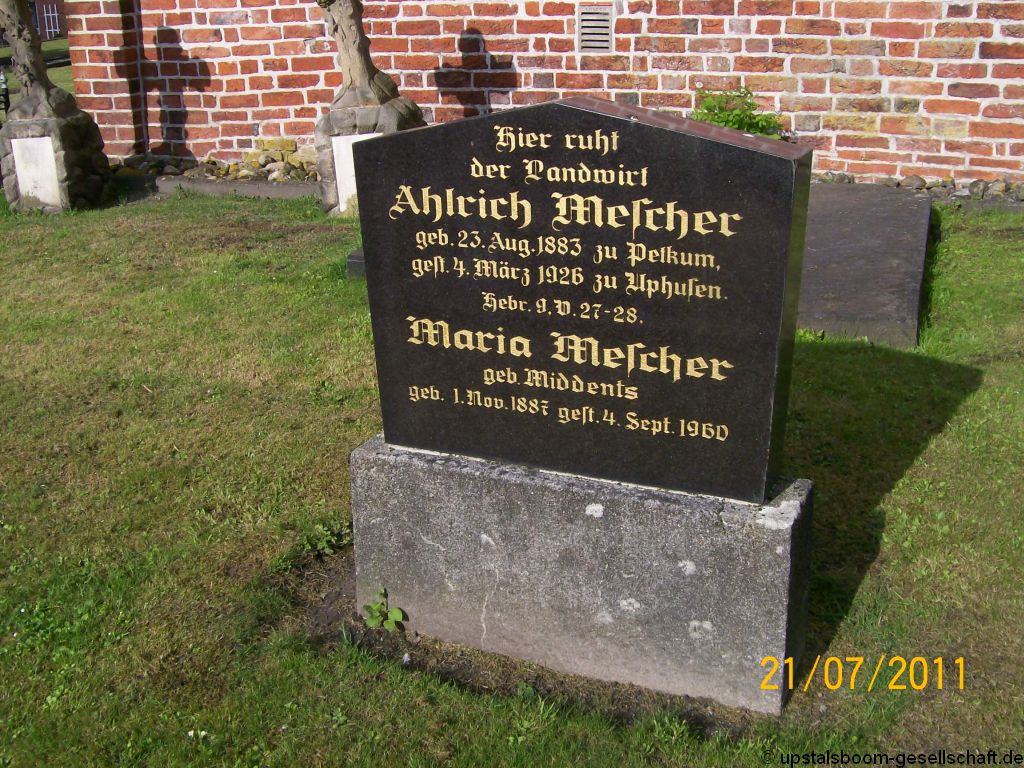 Hier ruht
der Landwirt
Ahlrich Meſcher
geb. 23. Aug. 1883 zu Petkum,
geſt. 4. März 1926 zu Uphuſen.
Hebr. 9, V. 27-28.
Maria Meſcher
geb. Middents
geb. 1. Nov. 1887 geſt. 4. Sept. 1960
21/07/2011
© upstalsboom-gesellschaft.de